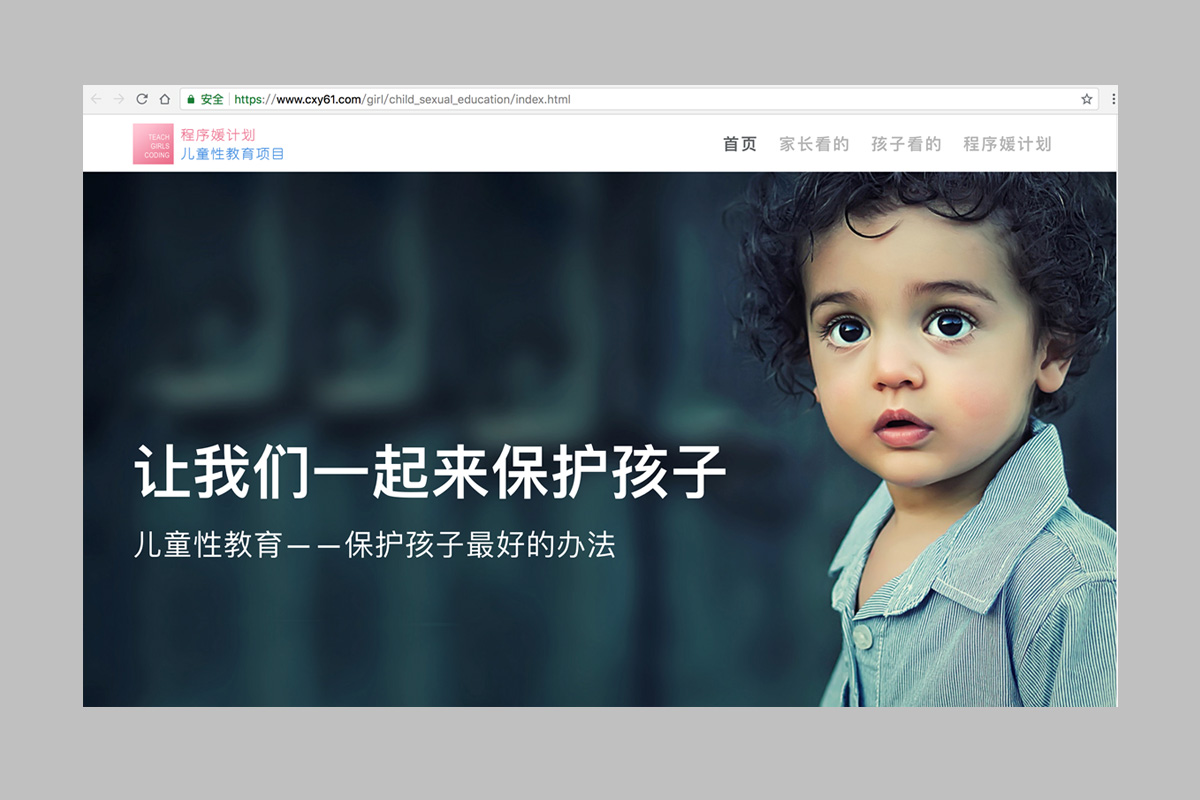 安全 https://www.cxy61.com/girl/child_sexual_education/index.html
TEACH
GIRLS
CODING
程序媛计划
儿童性教育项目
首页 家长看的 孩子看的 程序媛计划
让我们一起来保护孩子
儿童性教育——保护孩子最好的办法